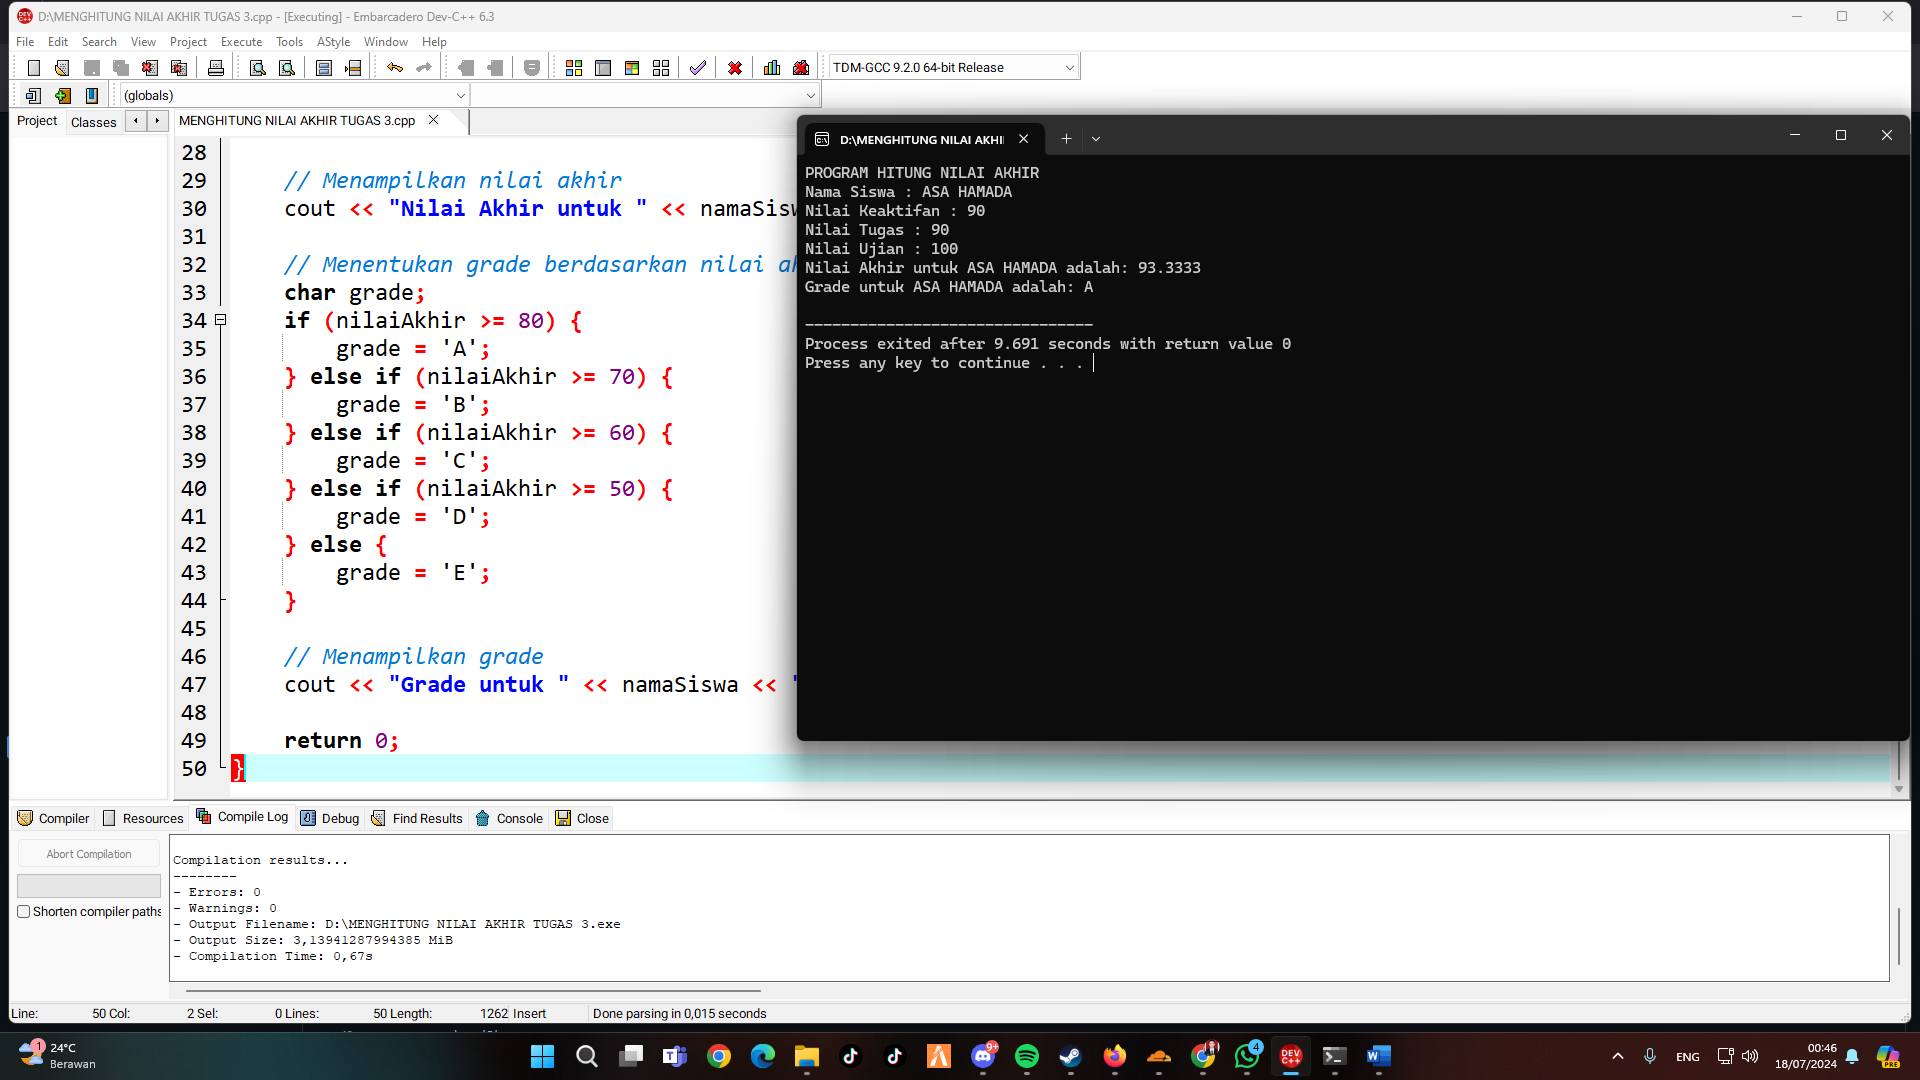 D:\MENGHITUNG NILAI AKHIR TUGAS 3.cpp - [Executing] - Embarcadero Dev-C++ 6.3
File Edit Search View Project Execute Tools AStyle Window Help
TDM-GCC 9.2.0 64-bit Release
(globals)
Project Classes
MENGHITUNG NILAI AKHIR TUGAS 3.cpp
28
29 // Menampilkan nilai akhir
30 cout << "Nilai Akhir untuk " << namaSisw
31
32 // Menentukan grade berdasarkan nilai ak
33 char grade;
34 if (nilaiAkhir >= 80) {
35 grade = 'A';
36 } else if (nilaiAkhir >= 70) {
37 grade = 'B';
38 } else if (nilaiAkhir >= 60) {
39 grade = 'C';
40 } else if (nilaiAkhir >= 50) {
41 grade = 'D';
42 } else {
43 grade = 'E';
44 }
45
46 // Menampilkan grade
47 cout << "Grade untuk " << namaSiswa << "
48
49 return 0;
50 }
D:\MENGHITUNG NILAI AKHI
PROGRAM HITUNG NILAI AKHIR
Nama Siswa : ASA HAMADA
Nilai Keaktifan : 90
Nilai Tugas : 90
Nilai Ujian : 100
Nilai Akhir untuk ASA HAMADA adalah: 93.3333
Grade untuk ASA HAMADA adalah: A
--------------------------------
Process exited after 9.691 seconds with return value 0
Press any key to continue . . .
Compiler Resources Compile Log Debug Find Results Console Close
Abort Compilation
Shorten compiler paths
Compilation results...
--------
- Errors: 0
- Warnings: 0
- Output Filename: D:\MENGHITUNG NILAI AKHIR TUGAS 3.exe
- Output Size: 3,13941287994385 MiB
- Compilation Time: 0,67s
Line: 50 Col: 2 Sel: 0 Lines: 50 Length: 1262 Insert Done parsing in 0,015 seconds
1
24°C
Berawan
9+
4
DEV C++
ENG
00:46
18/07/2024
PRE